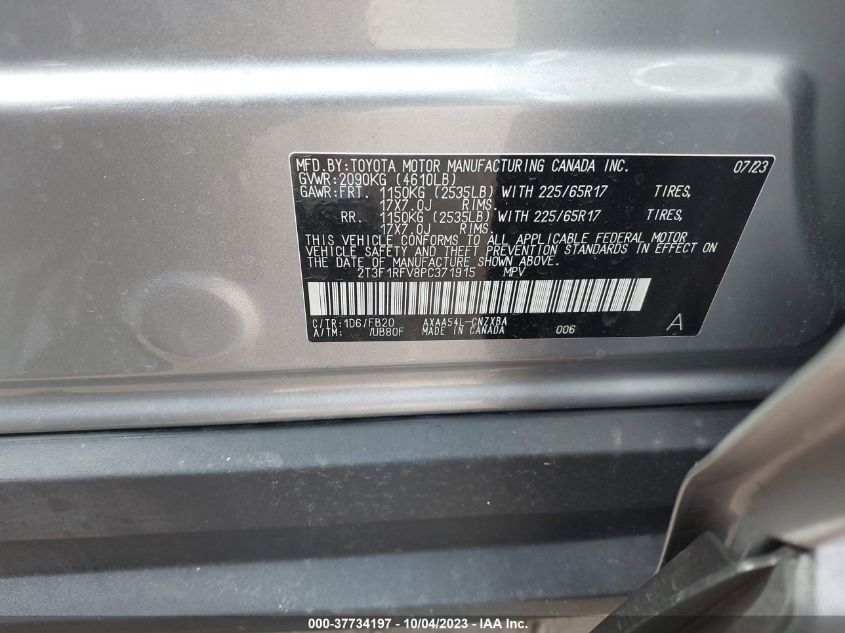 MFD.BY:TOYOTA MOTOR MANUFACTURING CANADA INC. 07/23
GVWR:2090KG (4610LB)
GAWR:FRT. 1150KG (2535LB) WITH 225/65R17 TIRES,
17X7.0J RIMS.
RR. 1150KG (2535LB) WITH 225/65R17 TIRES,
17X7.0J RIMS.
THIS VEHICLE CONFORMS TO ALL APPLICABLE FEDERAL MOTOR
VEHICLE SAFETY AND THEFT PREVENTION STANDARDS IN EFFECT ON
THE DATE OF MANUFACTURE SHOWN ABOVE.
2T3F1RFV8PC371915 MPV
C/TR:1D6/FB20 AXAA54L-CNZXBA
A/TM: /UB80F MADE IN CANADA 006 A
000-37734197 - 10/04/2023 - © IAA Inc.